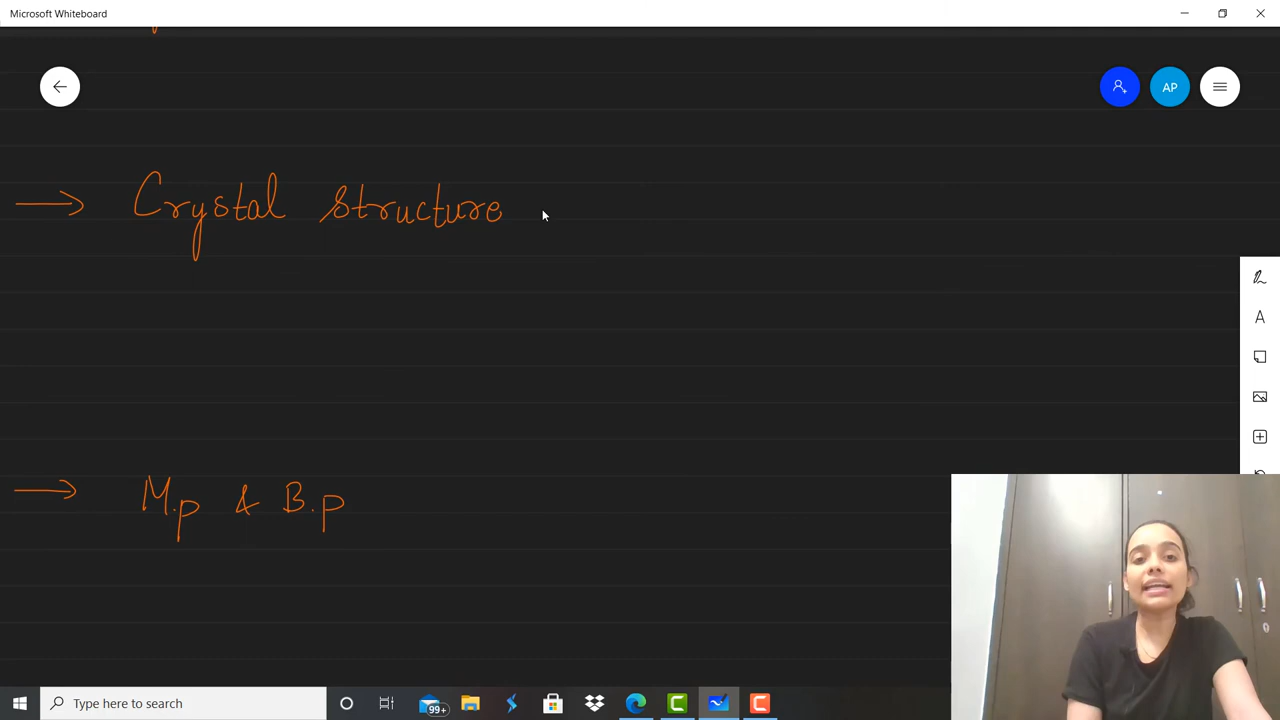 Microsoft Whiteboard
AP
→ Crystal structure
A
→ M.p & B.p
Type here to search
99+